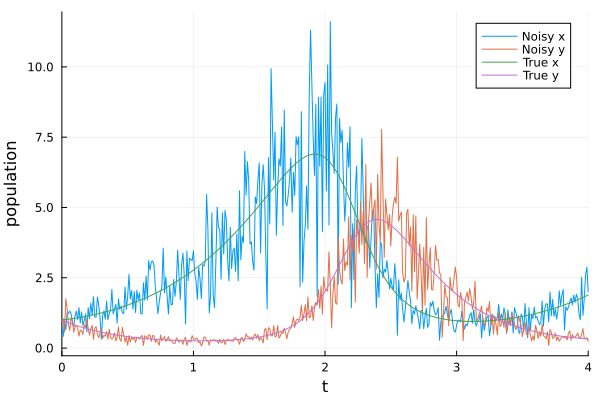 Noisy x
Noisy y
True x
True y
10.0
7.5
5.0
2.5
0.0
population
0 1 2 3 4
t